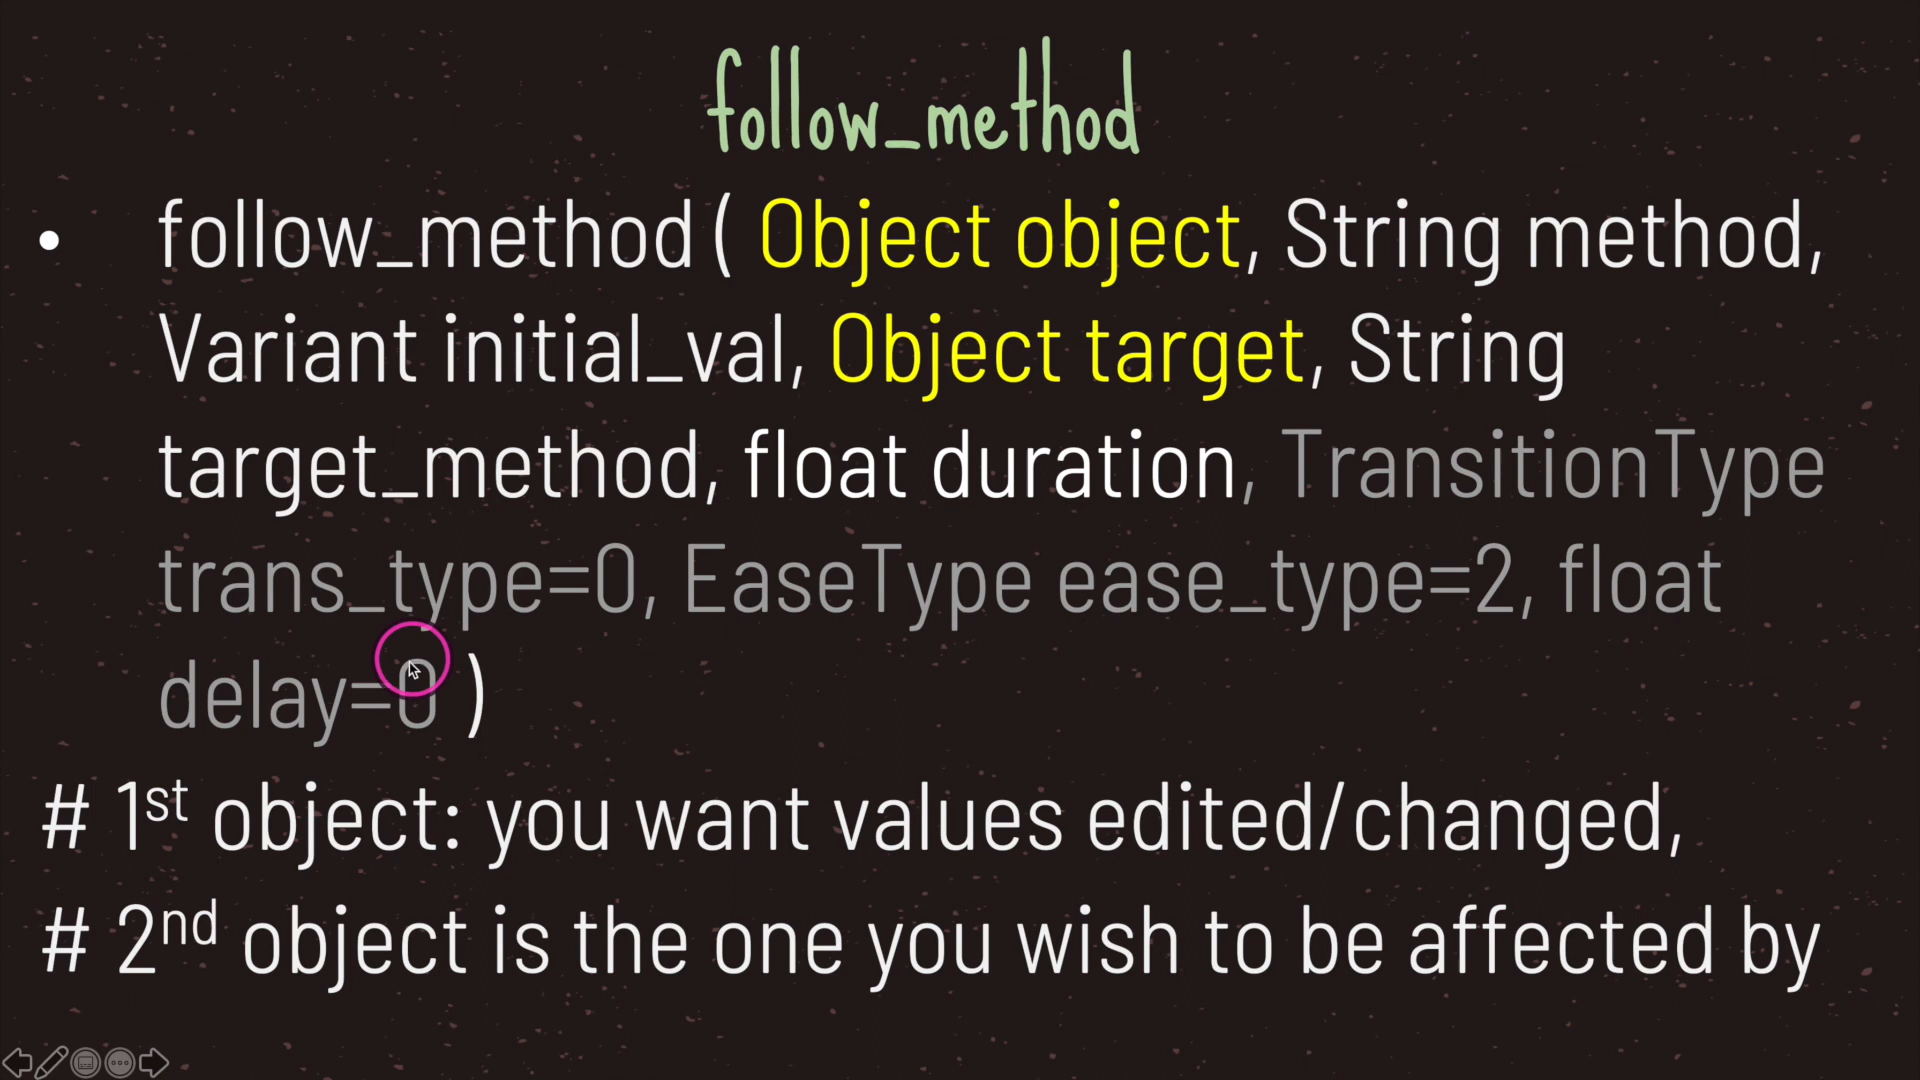 follow_method
• follow_method ( Object object, String method,
Variant initial_val, Object target, String
target_method, float duration, TransitionType
trans_type=0, EaseType ease_type=2, float
delay=0 )
# 1st object: you want values edited/changed,
# 2nd object is the one you wish to be affected by